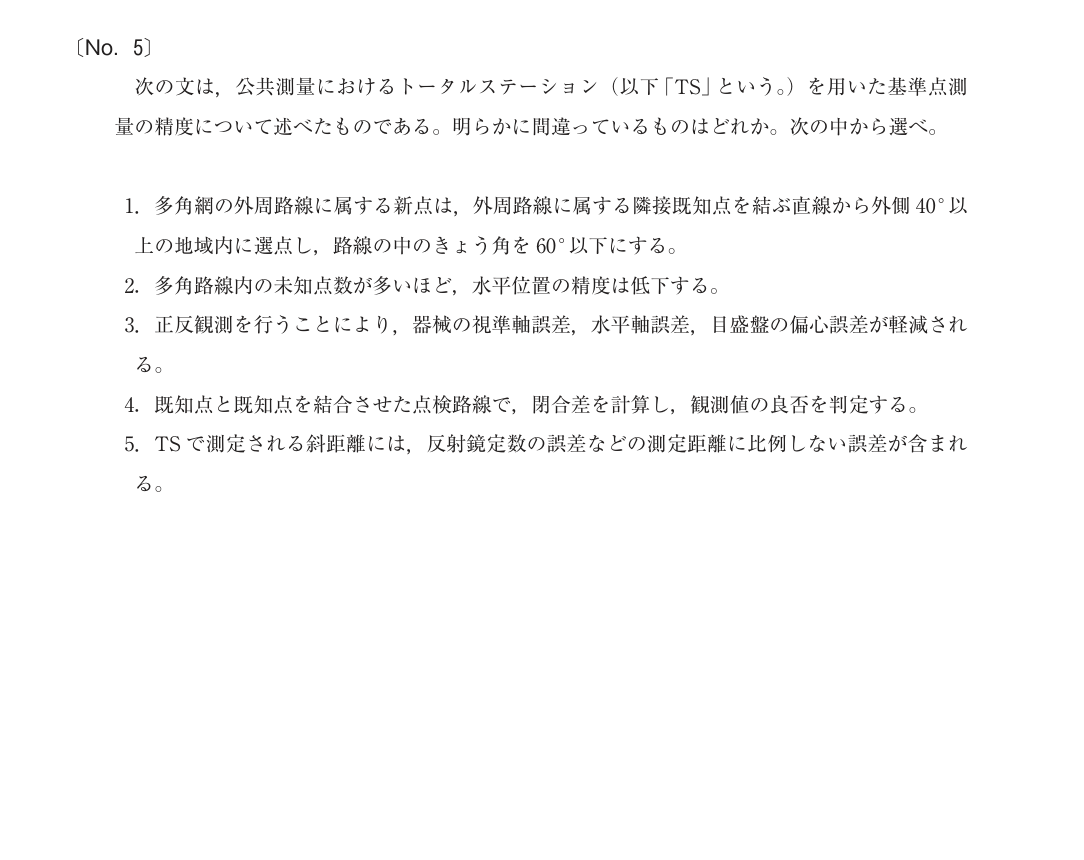 〔No. 5〕
次の文は，公共測量におけるトータルステーション（以下「TS」という。）を用いた基準点測
量の精度について述べたものである。明らかに間違っているものはどれか。次の中から選べ。
1. 多角網の外周路線に属する新点は，外周路線に属する隣接既知点を結ぶ直線から外側 40°以
上の地域内に選点し，路線の中のきょう角を 60°以下にする。
2. 多角路線内の未知点数が多いほど，水平位置の精度は低下する。
3. 正反観測を行うことにより，器械の視準軸誤差，水平軸誤差，目盛盤の偏心誤差が軽減され
る。
4. 既知点と既知点を結合させた点検路線で，閉合差を計算し，観測値の良否を判定する。
5. TS で測定される斜距離には，反射鏡定数の誤差などの測定距離に比例しない誤差が含まれ
る。